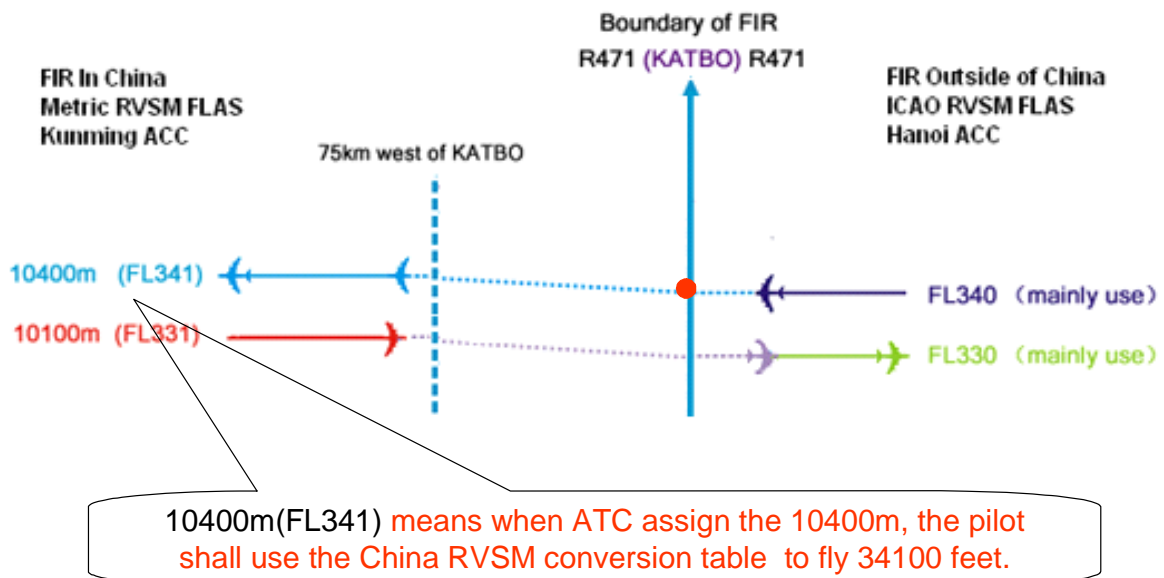 Boundary of FIR
R471 (KATBO) R471
FIR In China
Metric RVSM FLAS
Kunming ACC
FIR Outside of China
ICAO RVSM FLAS
Hanoi ACC
75km west of KATBO
10400m (FL341)
FL340 （mainly use）
10100m (FL331)
FL330 （mainly use）
10400m(FL341) means when ATC assign the 10400m, the pilot
shall use the China RVSM conversion table to fly 34100 feet.